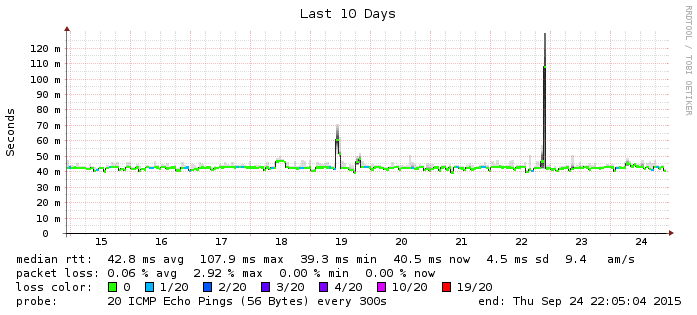 Last 10 Days
RRDTOOL / TOBI OETIKER
Seconds
120 m
110 m
100 m
90 m
80 m
70 m
60 m
50 m
40 m
30 m
20 m
10 m
0
15 16 17 18 19 20 21 22 23 24
median rtt: 42.8 ms avg 107.9 ms max 39.3 ms min 40.5 ms now 4.5 ms sd 9.4 am/s
packet loss: 0.06 % avg 2.92 % max 0.00 % min 0.00 % now
loss color: 0 1/20 2/20 3/20 4/20 10/20 19/20
probe: 20 ICMP Echo Pings (56 Bytes) every 300s end: Thu Sep 24 22:05:04 2015